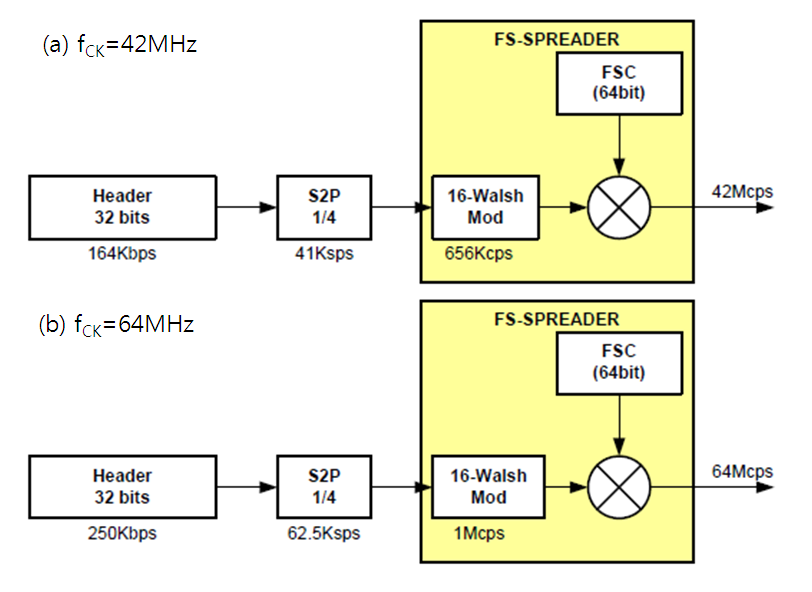 (a) fCK=42MHz
FS-SPREADER
FSC
(64bit)
Header
32 bits
S2P
1/4
16-Walsh
Mod
42Mcps
164Kbps
41Ksps
656Kcps
(b) fCK=64MHz
FS-SPREADER
FSC
(64bit)
Header
32 bits
S2P
1/4
16-Walsh
Mod
64Mcps
250Kbps
62.5Ksps
1Mcps